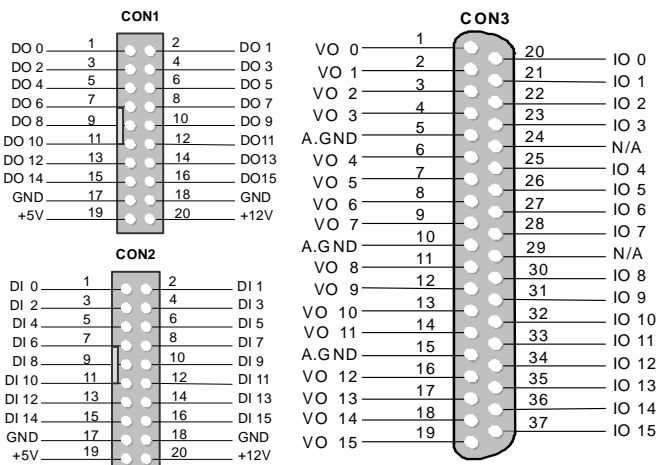 CON1
DO 0 1 2 DO 1
DO 2 3 4 DO 3
DO 4 5 6 DO 5
DO 6 7 8 DO 7
DO 8 9 10 DO 9
DO 10 11 12 DO11
DO 12 13 14 DO13
DO 14 15 16 DO15
GND 17 18 GND
+5V 19 20 +12V
CON2
DI 0 1 2 DI 1
DI 2 3 4 DI 3
DI 4 5 6 DI 5
DI 6 7 8 DI 7
DI 8 9 10 DI 9
DI 10 11 12 DI 11
DI 12 13 14 DI 13
DI 14 15 16 DI 15
GND 17 18 GND
+5V 19 20 +12V
CON3
VO 0 1
20 IO 0
VO 1 2
21 IO 1
VO 2 3
22 IO 2
VO 3 4
23 IO 3
A.GND 5
24 N/A
VO 4 6
25 IO 4
VO 5 7
26 IO 5
VO 6 8
27 IO 6
VO 7 9
28 IO 7
A.GND 10
29 N/A
VO 8 11
30 IO 8
VO 9 12
31 IO 9
VO 10 13
32 IO 10
VO 11 14
33 IO 11
A.GND 15
34 IO 12
VO 12 16
35 IO 13
VO 13 17
36 IO 14
VO 14 18
37 IO 15
VO 15 19